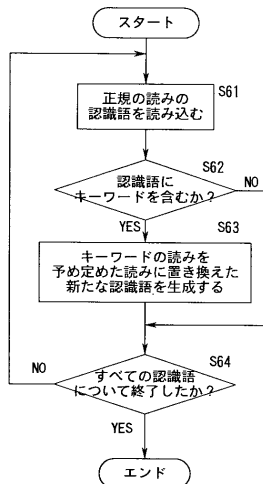 スタート
S61
正規の読みの
認識語を読み込む
S62
認識語に
キーワードを含むか？
NO
YES
S63
キーワードの読みを
予め定めた読みに置き換えた
新たな認識語を生成する
S64
NO
すべての認識語
について終了したか？
YES
エンド